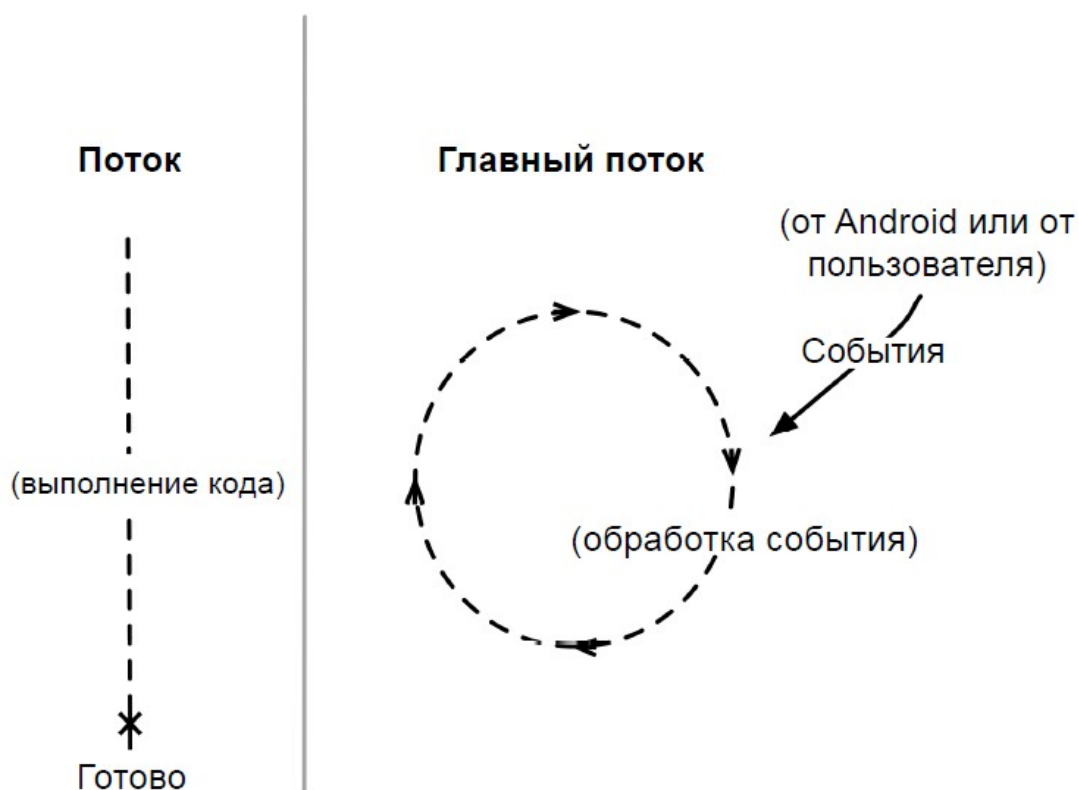 Поток
(выполнение кода)
Готово
Главный поток
(от Android или от
пользователя)
События
(обработка события)